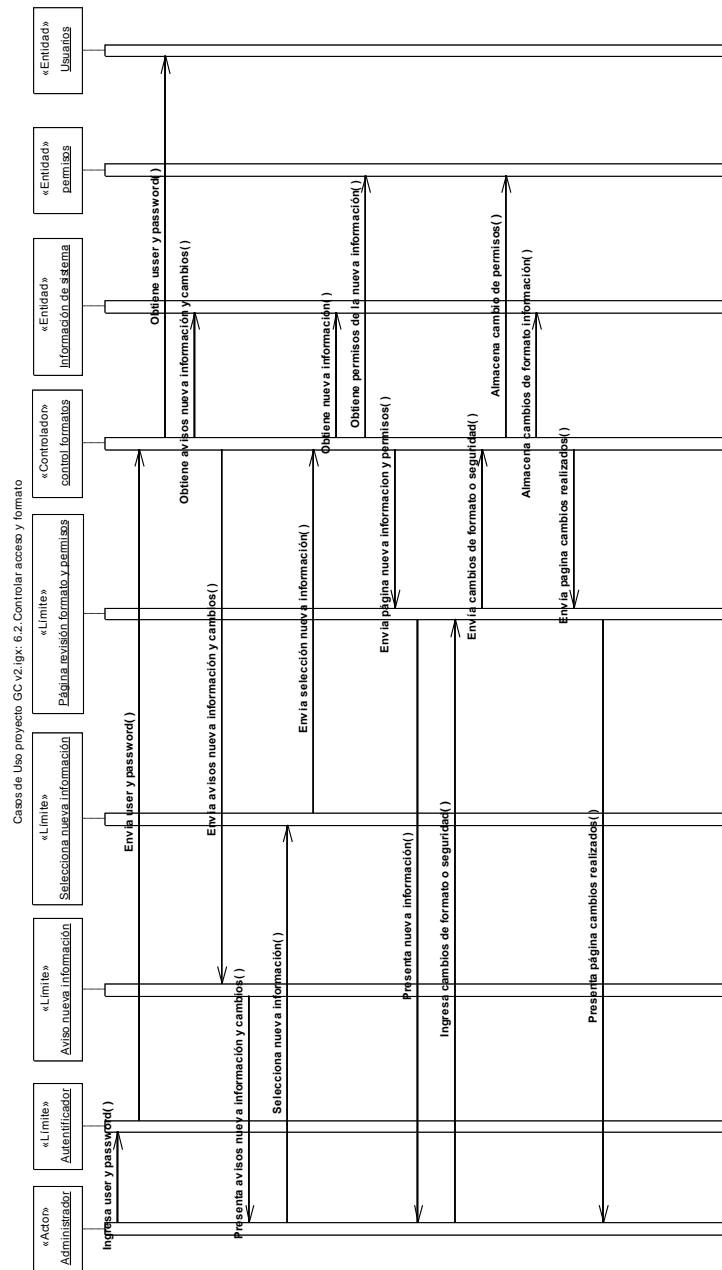 Casos de Uso proyecto GC v2.igx: 6.2.Controlar acceso y formato
«Actor»
Administrador
«Límite»
Autentificador
«Límite»
Aviso nueva información
«Límite»
Selecciona nueva información
«Límite»
Página revisión formato y permisos
«Controlador»
control formatos
«Entidad»
Información de sistema
«Entidad»
permisos
«Entidad»
Usuarios
Ingresa user y password( )
Envía user y password( )
Obtiene usser y password( )
Obtiene avisos nueva información y cambios( )
Envía avisos nueva información y cambios( )
Presenta avisos nueva información y cambios( )
Selecciona nueva información( )
Envía selección nueva información( )
Obtiene nueva información( )
Obtiene permisos de la nueva información( )
Envía página nueva informacion y permisos( )
Presenta nueva información( )
Ingresa cambios de formato o seguridad( )
Envía cambios de formato o seguridad( )
Almacena cambio de permisos( )
Almacena cambios de formato información( )
Envía pagina cambios realizados( )
Presenta página cambios realizados( )